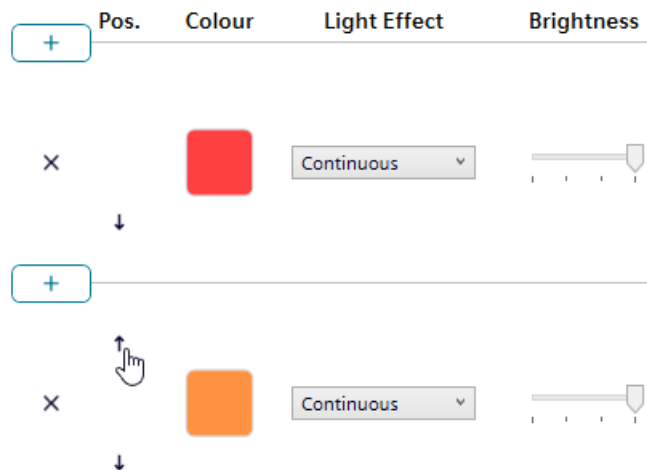 Pos. Colour Light Effect Brightness
+
× Continuous
↓
+
↑
× Continuous
↓